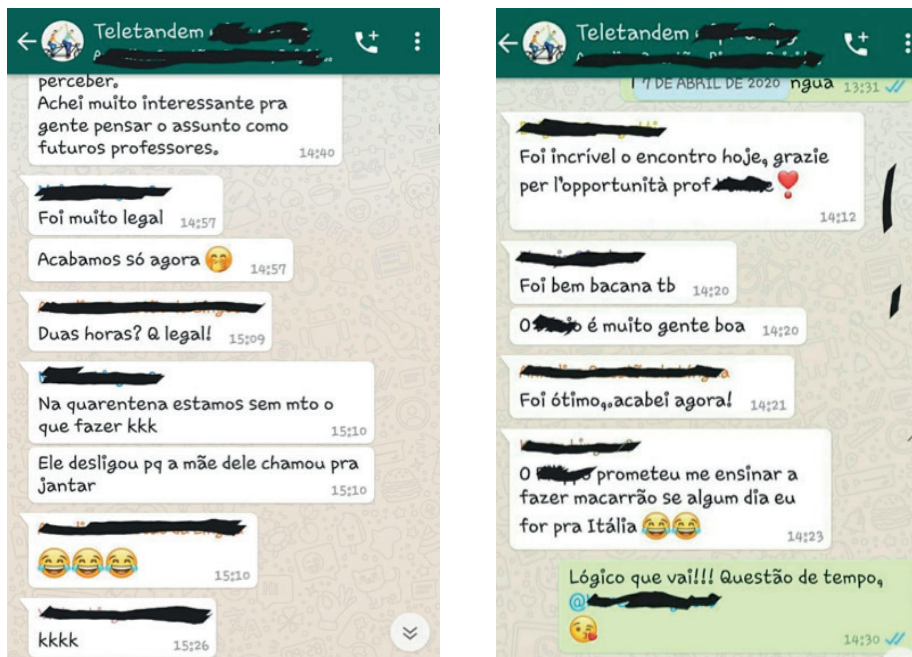 Teletandem
perceber.
Achei muito interessante pra
gente pensar o assunto como
futuros professores. 14:40
Foi muito legal 14:57
Acabamos só agora 🤭 14:57
Duas horas? Q legal! 15:09
Na quarentena estamos sem mto o
que fazer kkk 15:10
Ele desligou pq a mãe dele chamou pra
jantar 15:10
😂😂😂 15:10
kkkk 15:26
Teletandem
7 DE ABRIL DE 2020 ngua 13:31
Foi incrível o encontro hoje, grazie
per l'opportunità prof ❣️
14:12
Foi bem bacana tb 14:20
O é muito gente boa 14:20
Foi ótimo,.acabei agora! 14:21
O prometeu me ensinar a
fazer macarrão se algum dia eu
for pra Itália 😂😂 14:23
Lógico que vai!!! Questão de tempo,
@
😘 14:30